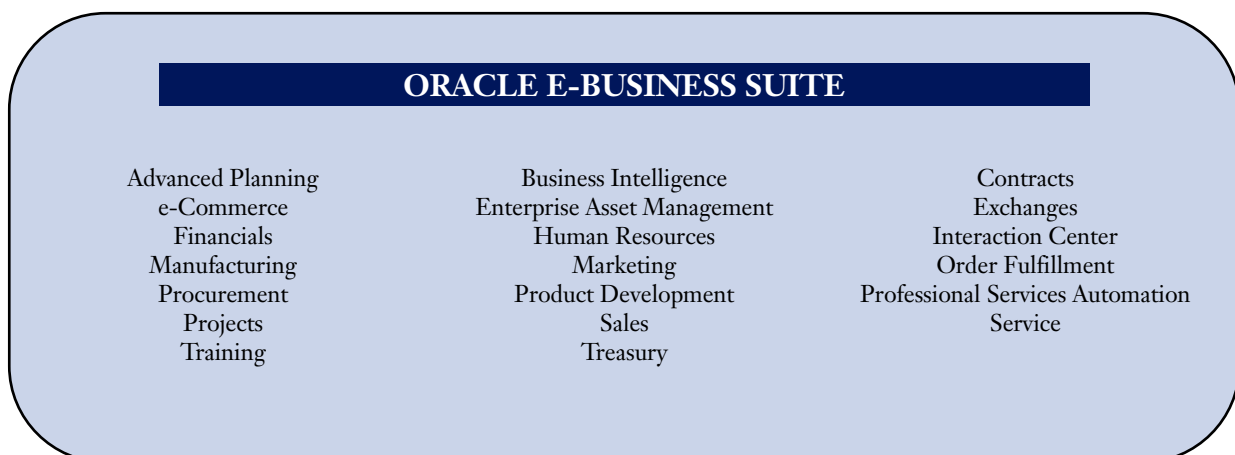 ORACLE E-BUSINESS SUITE
Advanced Planning
e-Commerce
Financials
Manufacturing
Procurement
Projects
Training
Business Intelligence
Enterprise Asset Management
Human Resources
Marketing
Product Development
Sales
Treasury
Contracts
Exchanges
Interaction Center
Order Fulfillment
Professional Services Automation
Service